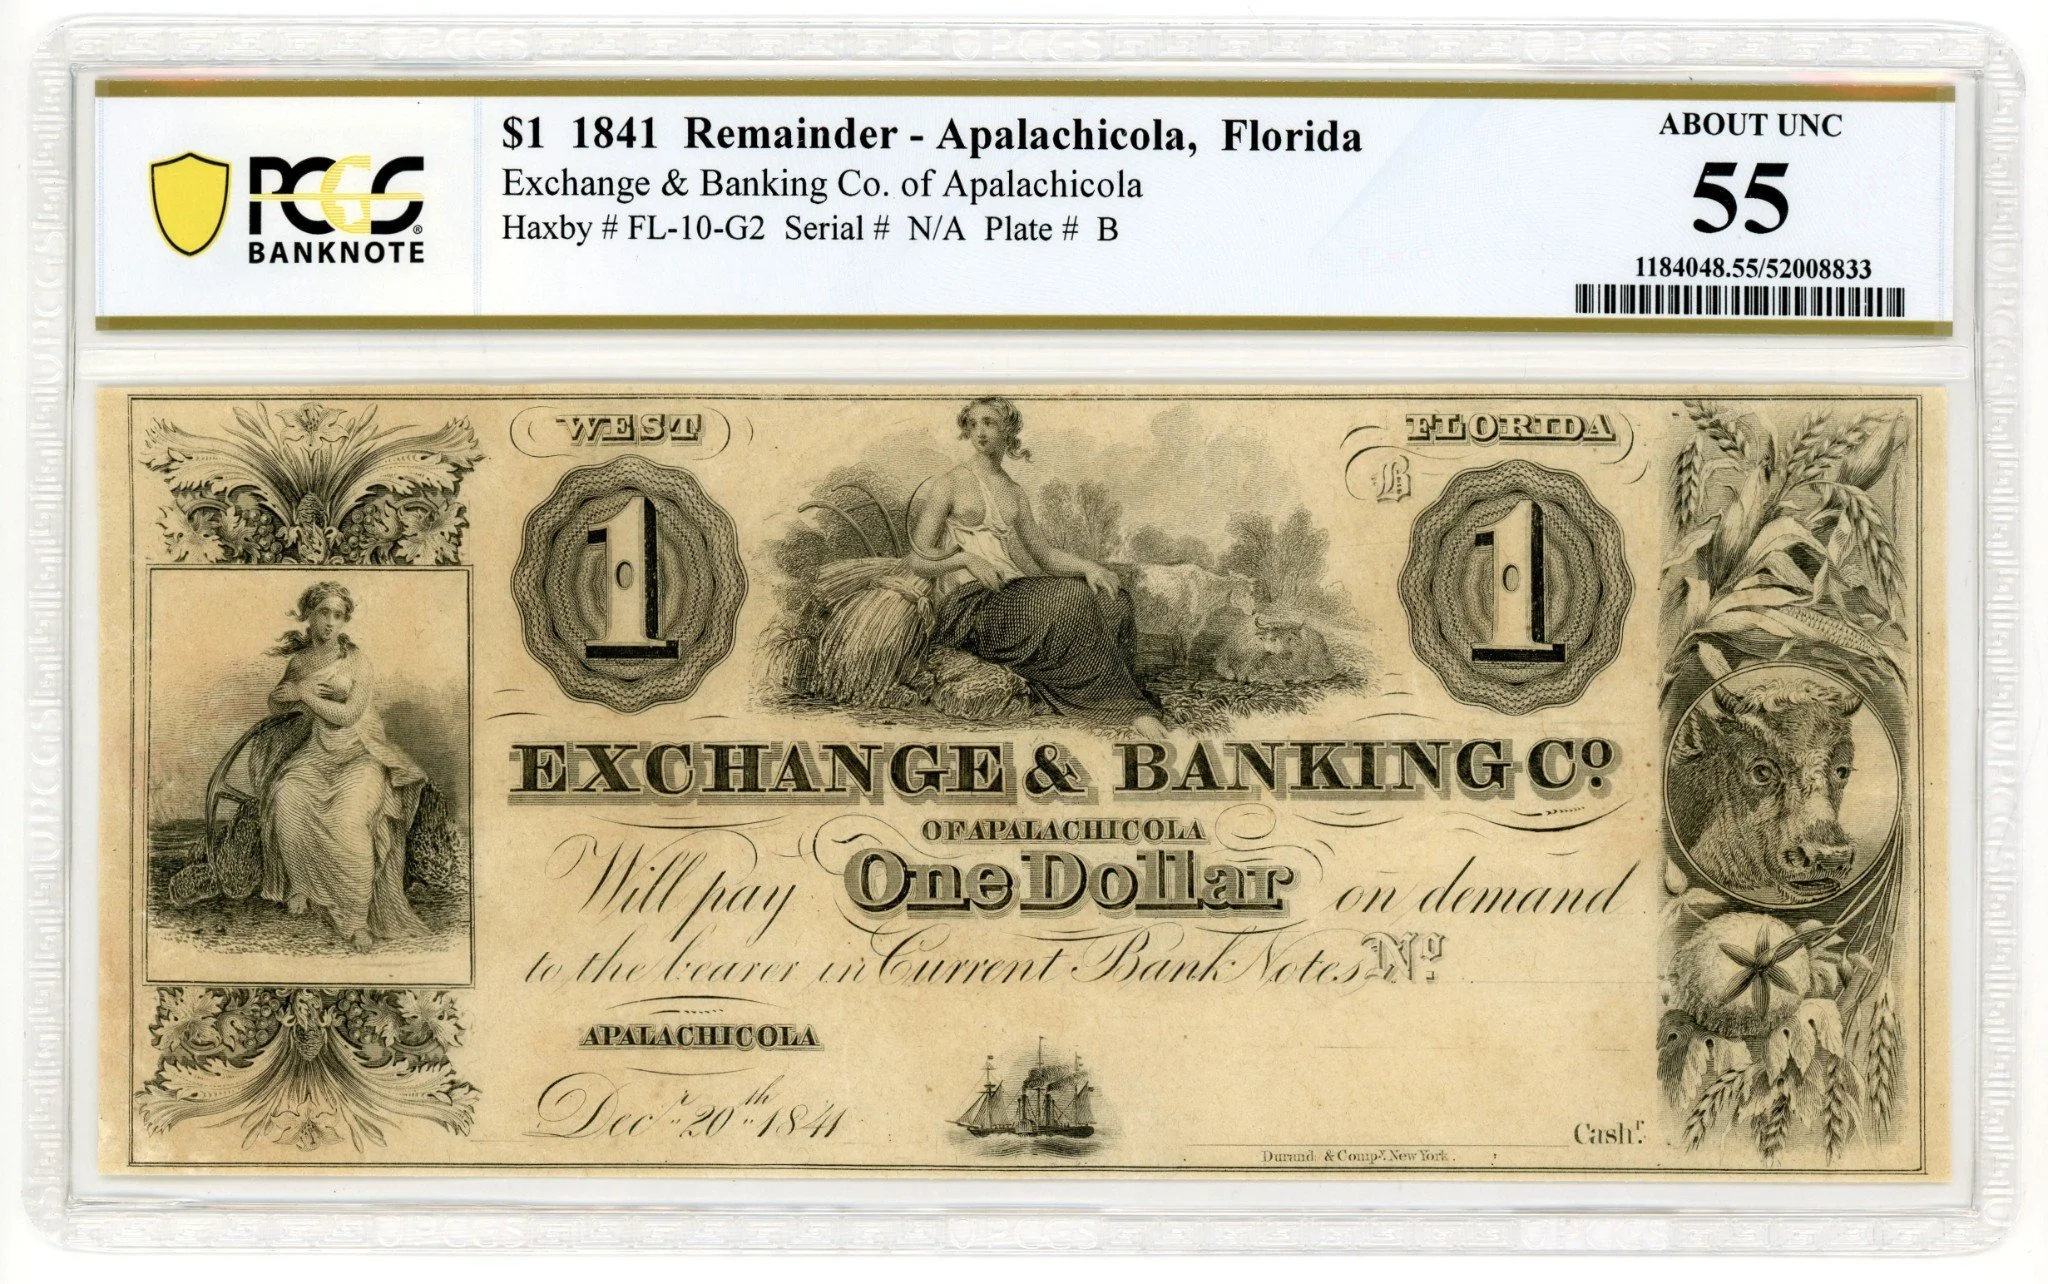 PCGS
BANKNOTE
$1 1841 Remainder - Apalachicola, Florida
Exchange & Banking Co. of Apalachicola
Haxby # FL-10-G2 Serial # N/A Plate # B
ABOUT UNC
55
1184048.55/52008833
WEST
FLORIDA
B
1
1
EXCHANGE & BANKING Cº
OF APALACHICOLA
Will pay One Dollar on demand
to the bearer in Current Bank Notes Nº
APALACHICOLA
Decr 20th 1841
Cashr.
Durand & Compy. New York.